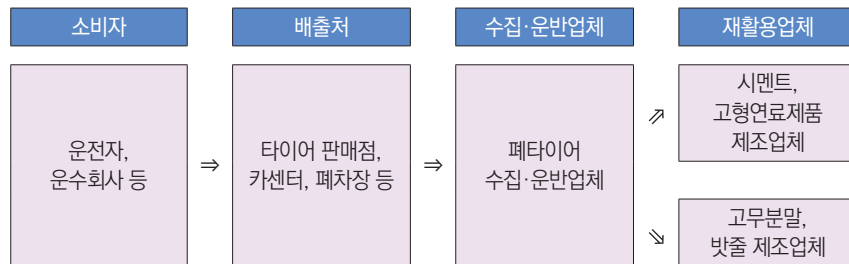 소비자
배출처
수집·운반업체
재활용업체
운전자,
운수회사 등
⇒
타이어 판매점,
카센터, 폐차장 등
⇒
폐타이어
수집·운반업체
⇗
시멘트,
고형연료제품
제조업체
⇘
고무분말,
밧줄 제조업체